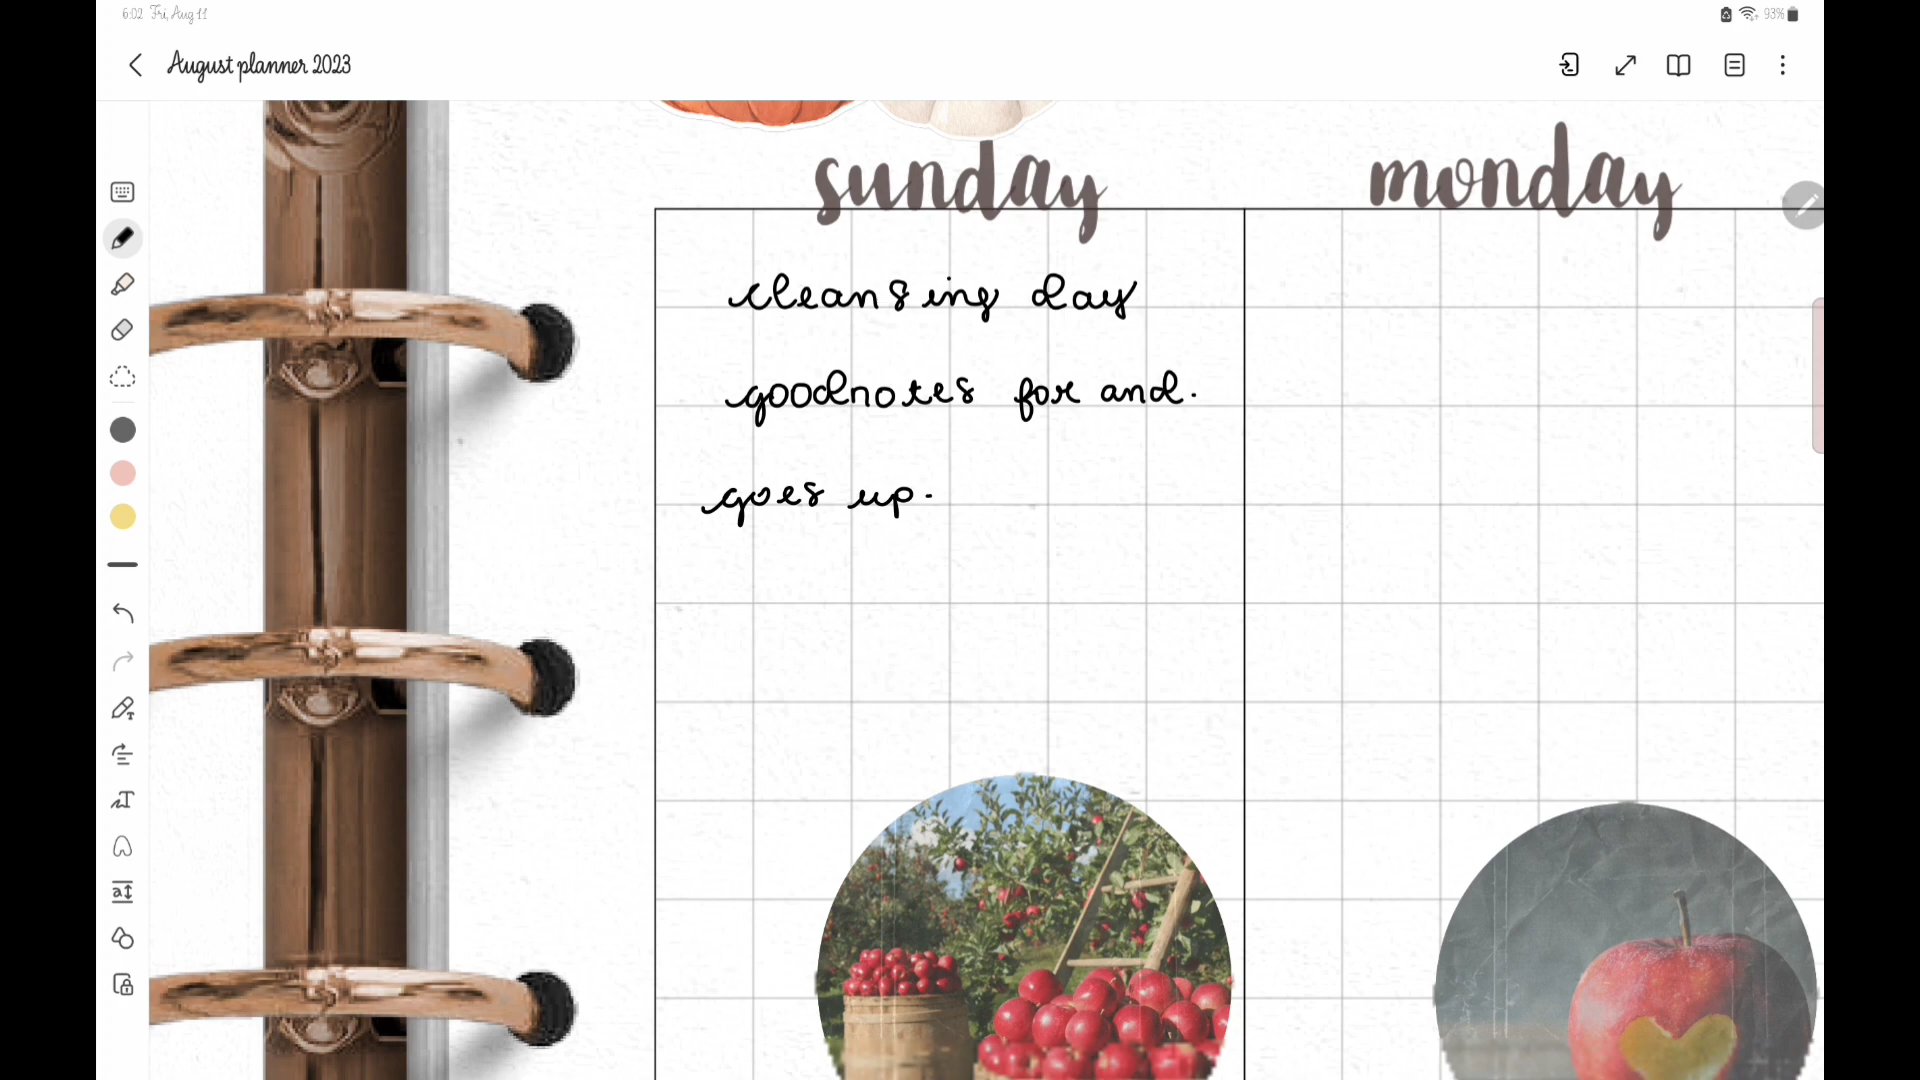 6:02 Fri, Aug 11
93%
August planner 2023
sunday
monday
cleansing day
goodnotes for and.
goes up.